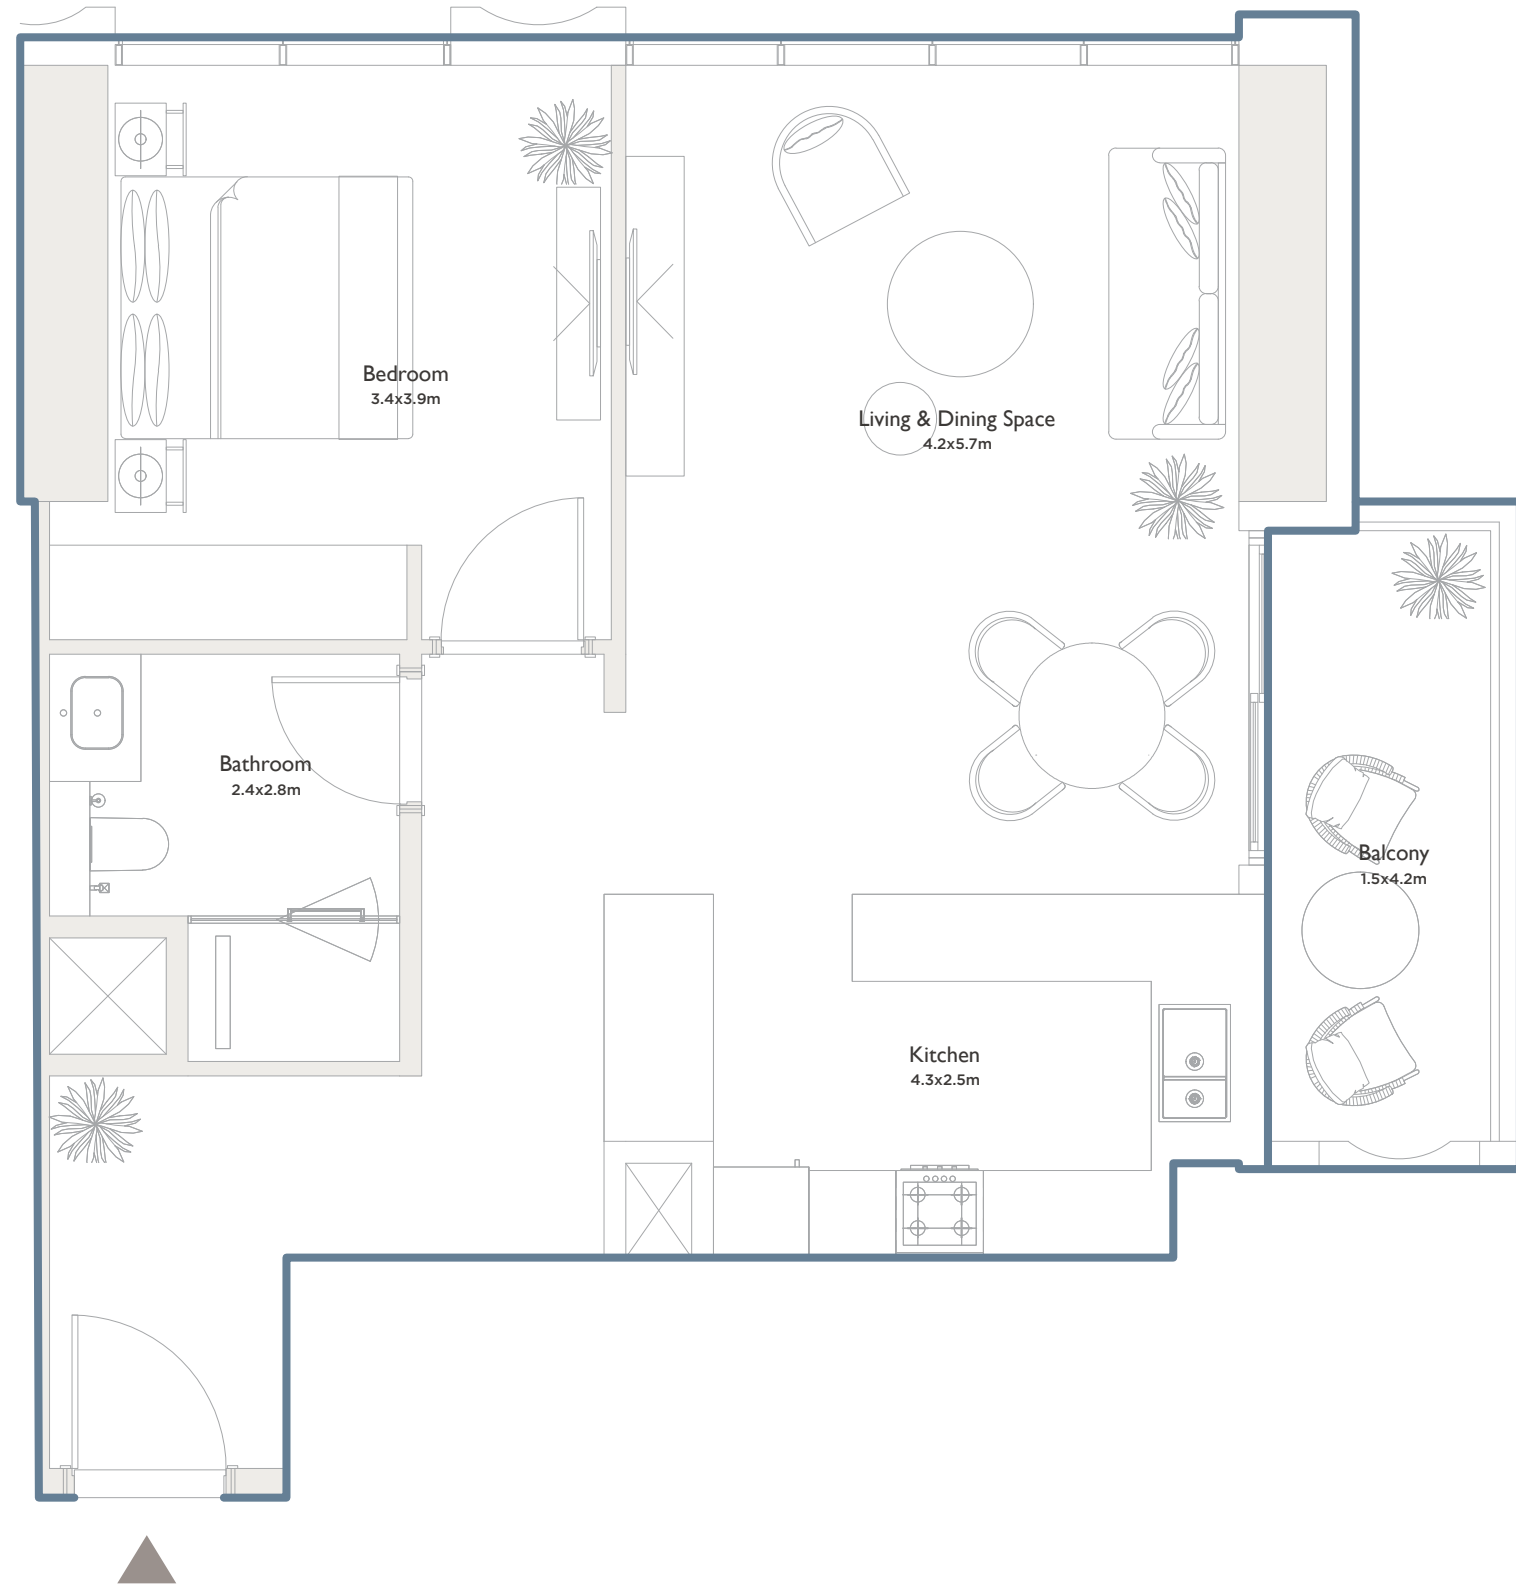 Bedroom
3.4x3.9m
Living & Dining Space
4.2x5.7m
Bathroom
2.4x2.8m
Balcony
1.5x4.2m
Kitchen
4.3x2.5m